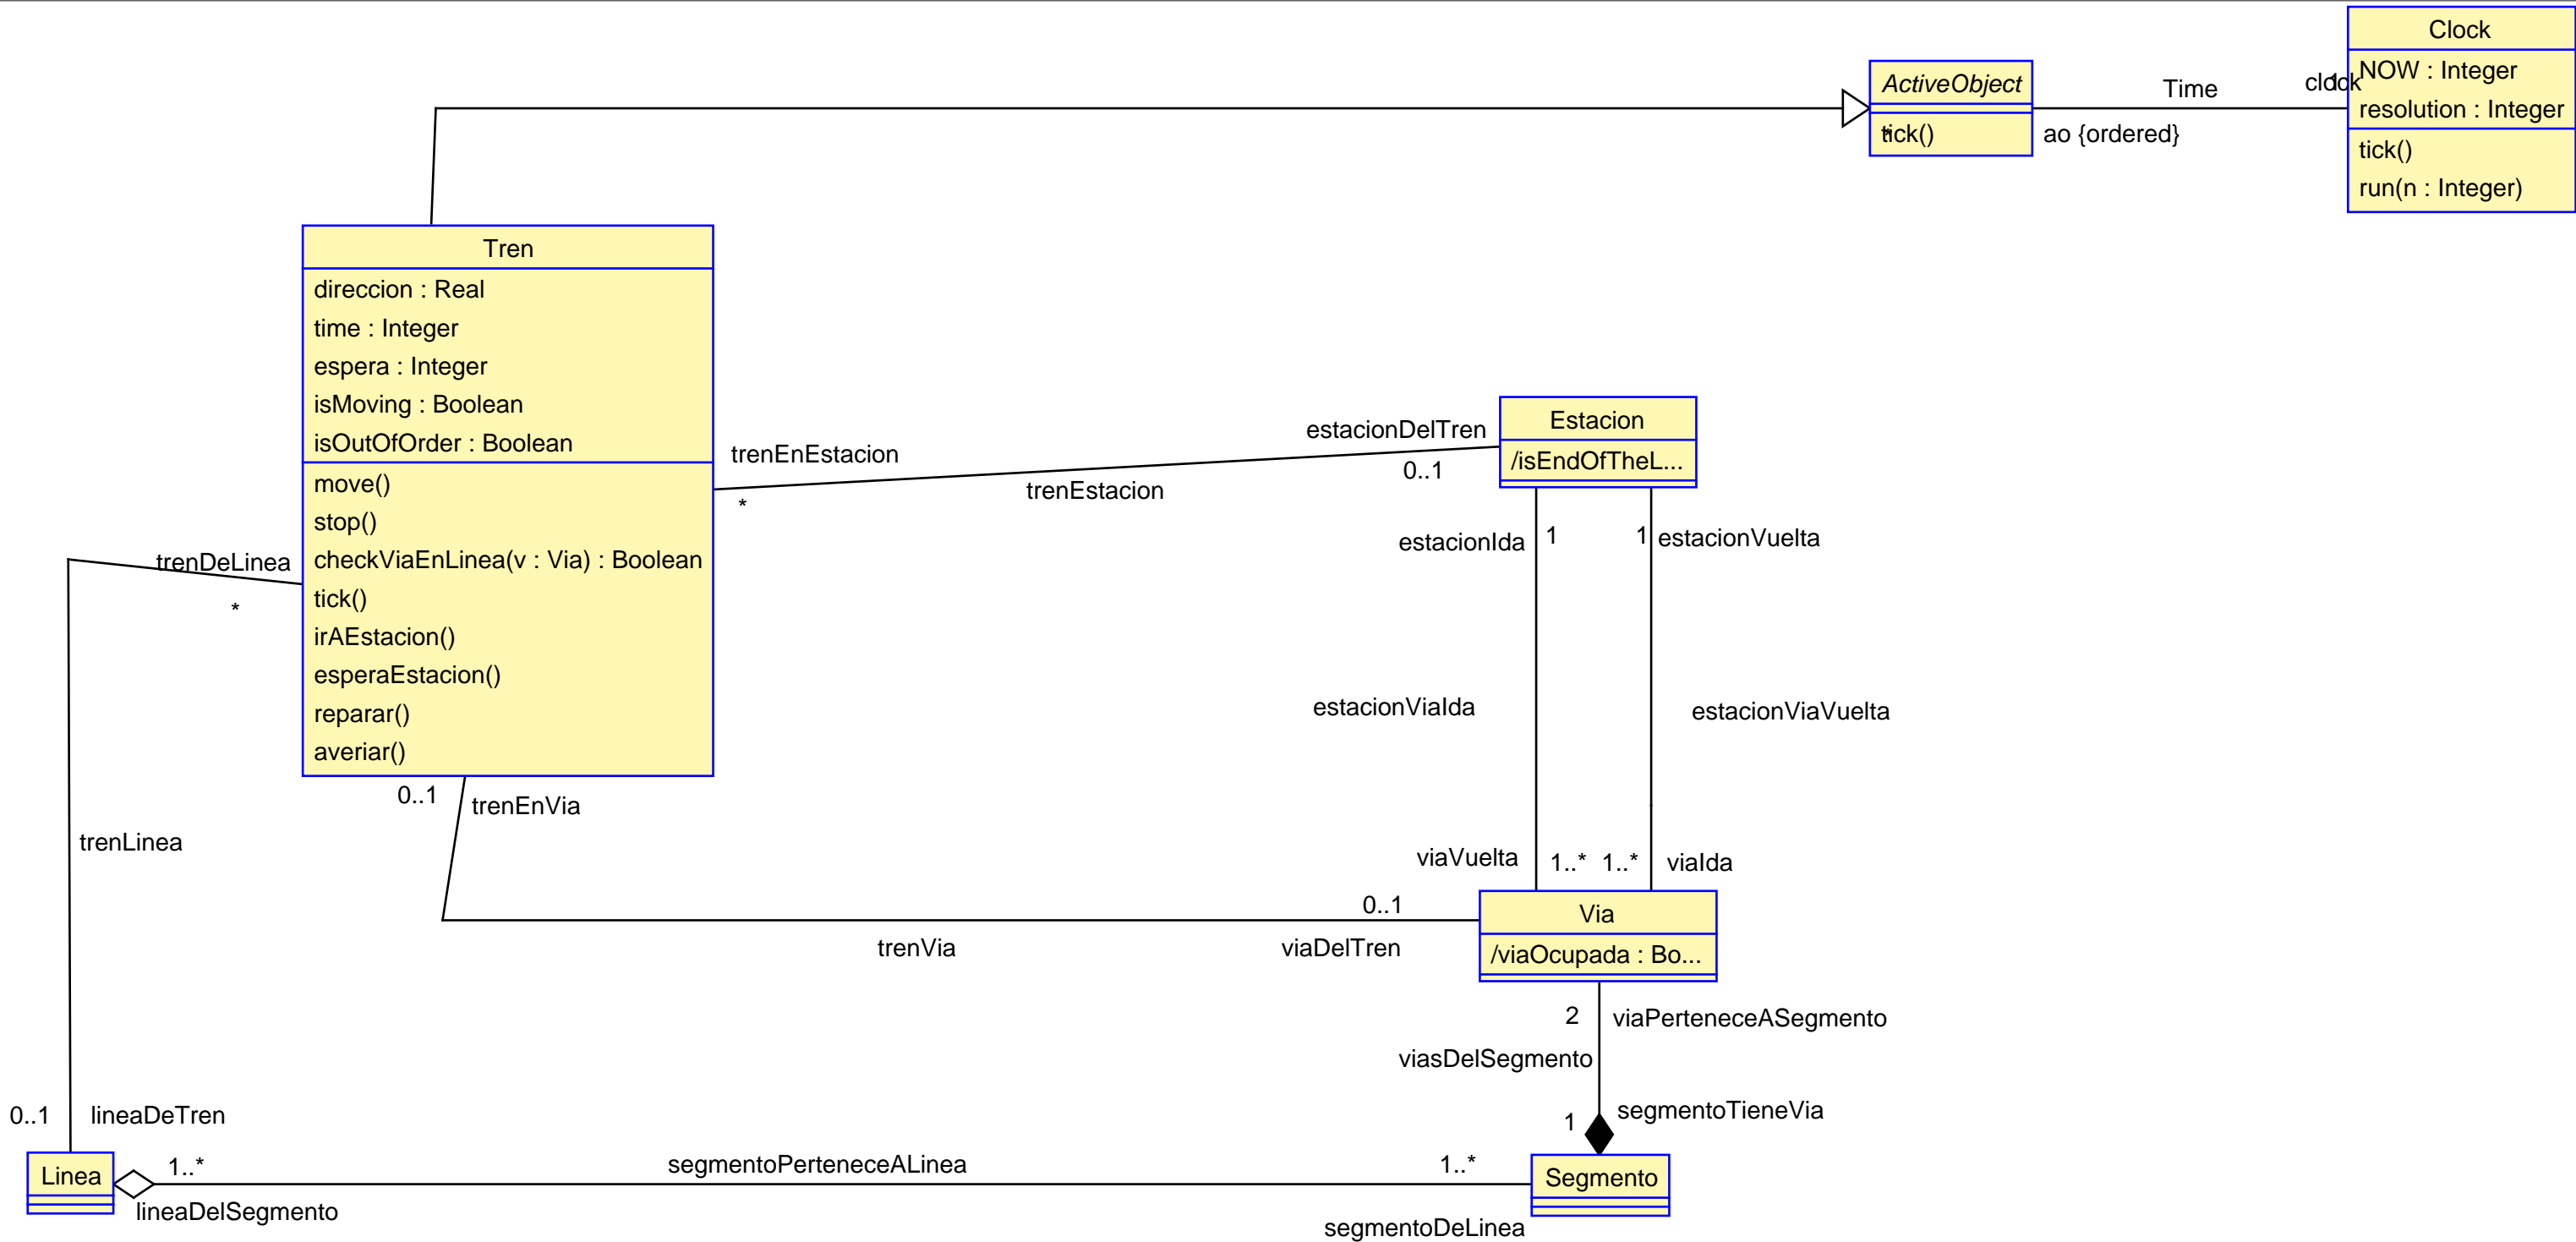 Clock
NOW : Integer
resolution : Integer
tick()
run(n : Integer)
clock
1
Time
ActiveObject
tick()
*
ao {ordered}
Tren
direccion : Real
time : Integer
espera : Integer
isMoving : Boolean
isOutOfOrder : Boolean
move()
stop()
checkViaEnLinea(v : Via) : Boolean
tick()
irAEstacion()
esperaEstacion()
reparar()
averiar()
trenEnEstacion
*
trenEstacion
estacionDelTren
0..1
Estacion
/isEndOfTheL...
estacionIda
1
1
estacionVuelta
estacionViaIda
estacionViaVuelta
viaVuelta
1..*
1..*
viaIda
trenDeLinea
*
trenLinea
0..1
lineaDeTren
0..1
trenEnVia
trenVia
0..1
viaDelTren
Via
/viaOcupada : Bo...
2
viaPerteneceASegmento
viasDelSegmento
1
segmentoTieneVia
Linea
1..*
lineaDelSegmento
segmentoPerteneceALinea
1..*
segmentoDeLinea
Segmento